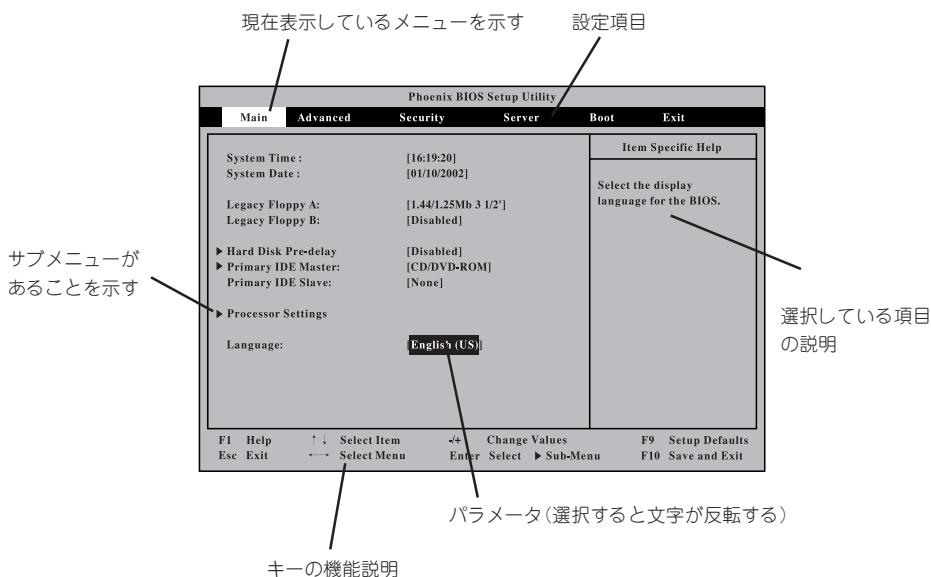 現在表示しているメニューを示す
設定項目
Phoenix BIOS Setup Utility
Main Advanced Security Server Boot Exit
System Time : [16:19:20]
System Date : [01/10/2002]
Legacy Floppy A: [1.44/1.25Mb 3 1/2']
Legacy Floppy B: [Disabled]
▶ Hard Disk Pre-delay [Disabled]
▶ Primary IDE Master: [CD/DVD-ROM]
Primary IDE Slave: [None]
▶ Processor Settings
Language: [English (US)]
Item Specific Help
Select the display
language for the BIOS.
サブメニューが
あることを示す
選択している項目
の説明
F1 Help ↑↓ Select Item -/+ Change Values F9 Setup Defaults
Esc Exit ←→ Select Menu Enter Select ▶ Sub-Menu F10 Save and Exit
パラメータ(選択すると文字が反転する)
キーの機能説明